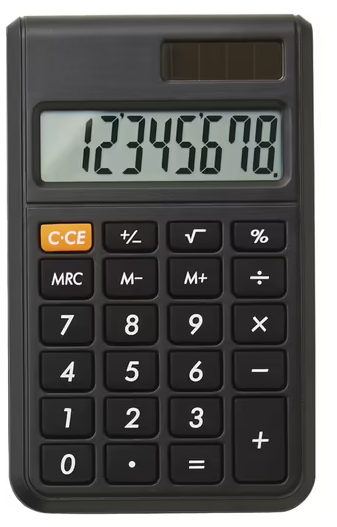 12345678.
C·CE +/− √ %
MRC M− M+ ÷
7 8 9 ×
4 5 6 −
1 2 3 +
0 · =